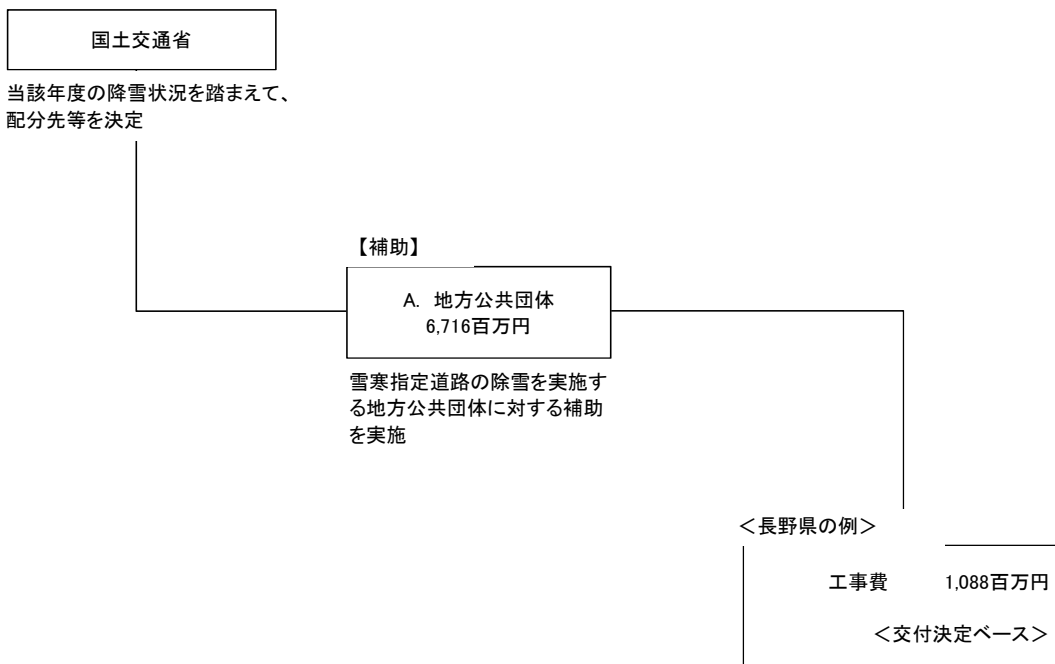 国土交通省
当該年度の降雪状況を踏まえて、
配分先等を決定
【補助】
A. 地方公共団体
6,716百万円
雪寒指定道路の除雪を実施す
る地方公共団体に対する補助
を実施
＜長野県の例＞
工事費 1,088百万円
＜交付決定ベース＞